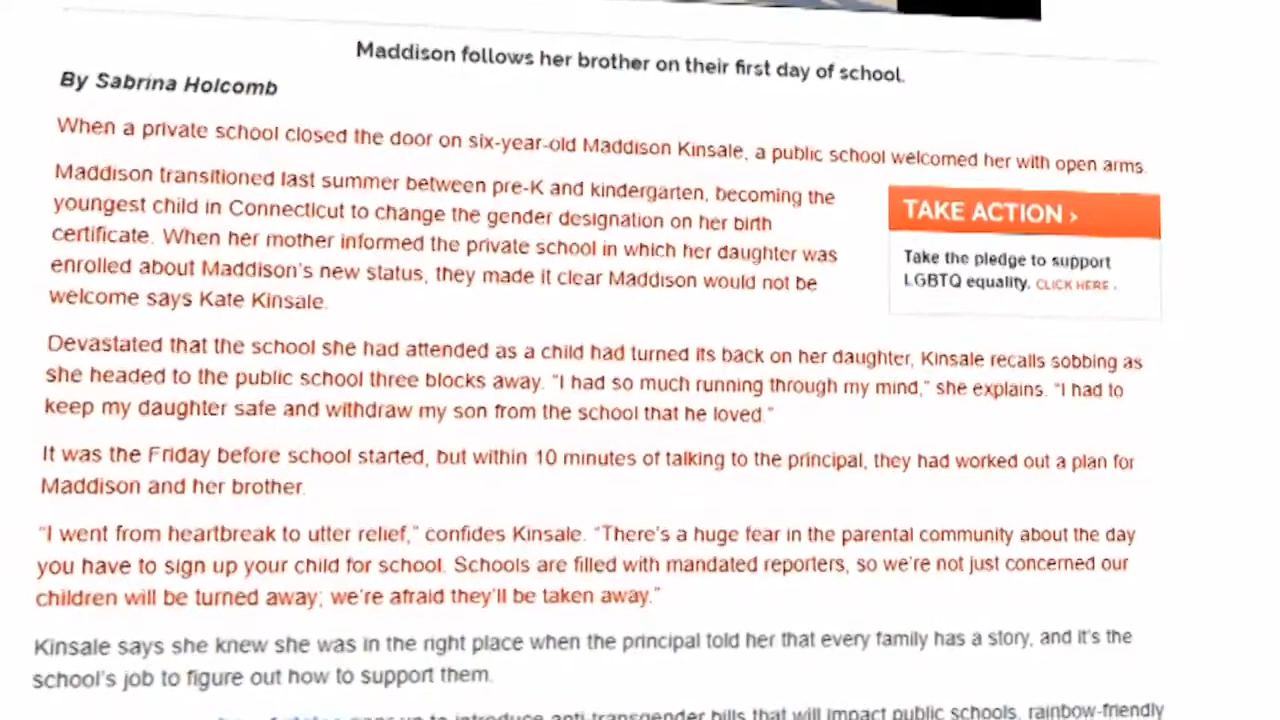 Maddison follows her brother on their first day of school.
By Sabrina Holcomb
When a private school closed the door on six-year-old Maddison Kinsale, a public school welcomed her with open arms.
Maddison transitioned last summer between pre-K and kindergarten, becoming the
youngest child in Connecticut to change the gender designation on her birth
certificate. When her mother informed the private school in which her daughter was
enrolled about Maddison's new status, they made it clear Maddison would not be
welcome says Kate Kinsale.
TAKE ACTION ›
Take the pledge to support
LGBTQ equality. CLICK HERE ›
Devastated that the school she had attended as a child had turned its back on her daughter, Kinsale recalls sobbing as
she headed to the public school three blocks away. "I had so much running through my mind," she explains. "I had to
keep my daughter safe and withdraw my son from the school that he loved."
It was the Friday before school started, but within 10 minutes of talking to the principal, they had worked out a plan for
Maddison and her brother.
"I went from heartbreak to utter relief," confides Kinsale. "There's a huge fear in the parental community about the day
you have to sign up your child for school. Schools are filled with mandated reporters, so we're not just concerned our
children will be turned away; we're afraid they'll be taken away."
Kinsale says she knew she was in the right place when the principal told her that every family has a story, and it's the
school's job to figure out how to support them.
to introduce anti-transgender bills that will impact public schools, rainbow-friendly